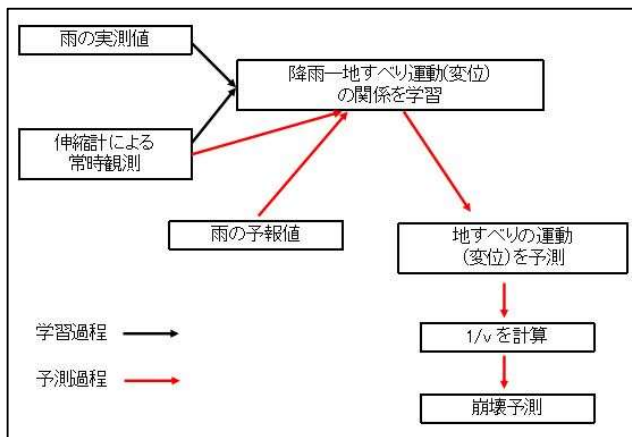 雨の実測値
降雨―地すべり運動(変位)
の関係を学習
伸縮計による
常時観測
雨の予報値
地すべりの運動
(変位)を予測
学習過程
1/v を計算
予測過程
崩壊予測